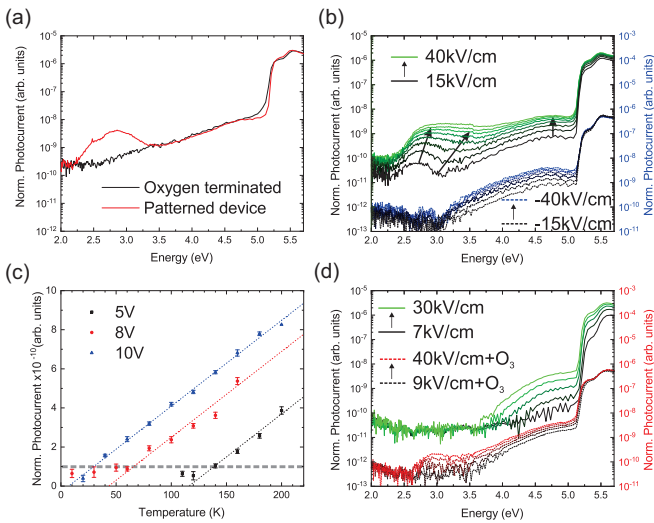 (a)
Norm. Photocurrent (arb. units)
10⁻⁵
10⁻⁶
10⁻⁷
10⁻⁸
10⁻⁹
10⁻¹⁰
10⁻¹¹
10⁻¹²
Oxygen terminated
Patterned device
2.0 2.5 3.0 3.5 4.0 4.5 5.0 5.5
Energy (eV)
(b)
Norm. Photocurrent (arb. units)
10⁻⁵
10⁻⁶
10⁻⁷
10⁻⁸
10⁻⁹
10⁻¹⁰
10⁻¹¹
10⁻¹²
40kV/cm
15kV/cm
-40kV/cm
-15kV/cm
10⁻³
10⁻⁴
10⁻⁵
10⁻⁶
10⁻⁷
10⁻⁸
10⁻⁹
10⁻¹⁰
10⁻¹¹
Norm. Photocurrent (arb. units)
2.0 2.5 3.0 3.5 4.0 4.5 5.0 5.5
Energy (eV)
(c)
Norm. Photocurrent x10⁻¹⁰ (arb. units)
10
8
6
4
2
0
5V
8V
10V
0 50 100 150 200
Temperature (K)
(d)
Norm. Photocurrent (arb. units)
10⁻⁵
10⁻⁶
10⁻⁷
10⁻⁸
10⁻⁹
10⁻¹⁰
10⁻¹¹
10⁻¹²
10⁻¹³
30kV/cm
7kV/cm
40kV/cm+O₃
9kV/cm+O₃
10⁻³
10⁻⁴
10⁻⁵
10⁻⁶
10⁻⁷
10⁻⁸
10⁻⁹
10⁻¹⁰
10⁻¹¹
Norm. Photocurrent (arb. units)
2.0 2.5 3.0 3.5 4.0 4.5 5.0 5.5
Energy (eV)